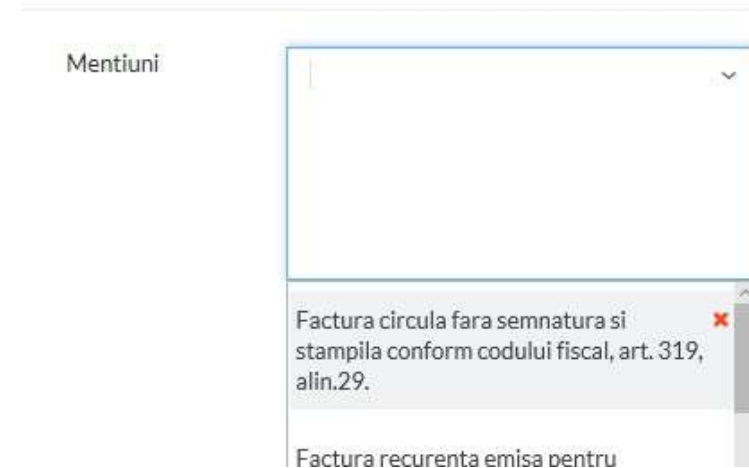 Mentiuni
Factura circula fara semnatura si
stampila conform codului fiscal, art. 319,
alin.29.
Factura recurenta emisa pentru